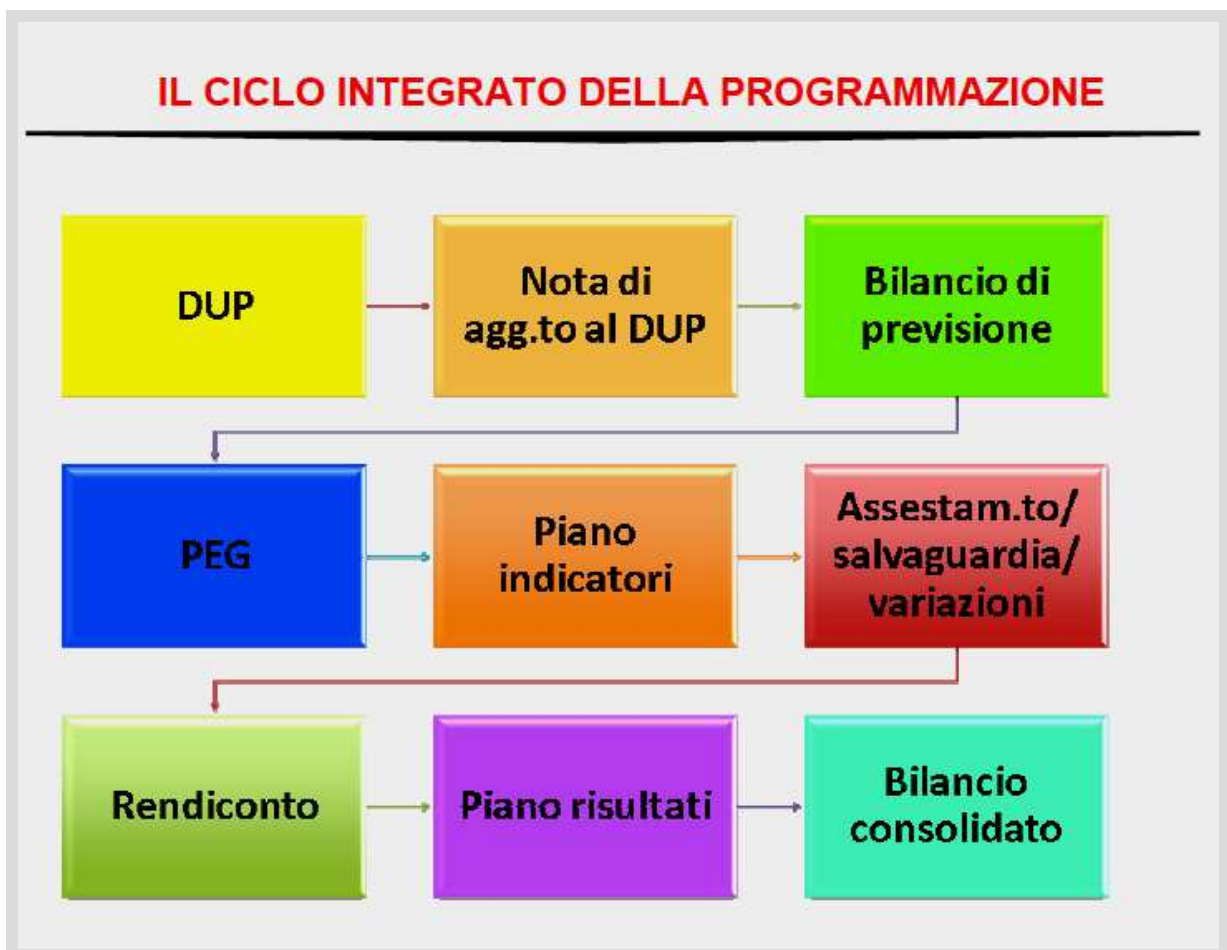 IL CICLO INTEGRATO DELLA PROGRAMMAZIONE
DUP
Nota di
agg.to al DUP
Bilancio di
previsione
PEG
Piano
indicatori
Assestam.to/
salvaguardia/
variazioni
Rendiconto
Piano risultati
Bilancio
consolidato